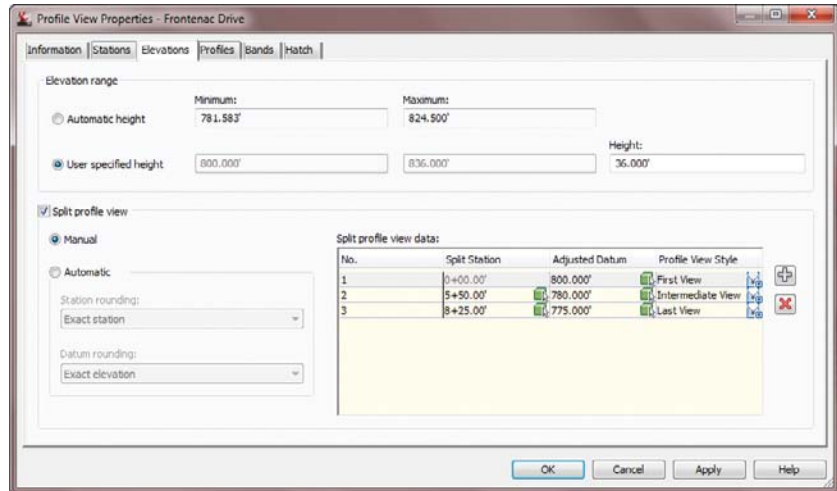 Profile View Properties - Frontenac Drive
Information Stations Elevations Profiles Bands Hatch
Elevation range
Minimum: Maximum:
Automatic height 781.583' 824.500'
Height:
User specified height 800.000' 836.000' 36.000'
Split profile view
Manual
Split profile view data:
No. Split Station Adjusted Datum Profile View Style
1 0+00.00' 800.000' First View
2 5+50.00' 780.000' Intermediate View
3 8+25.00' 775.000' Last View
Automatic
Station rounding:
Exact station
Datum rounding:
Exact elevation
OK Cancel Apply Help